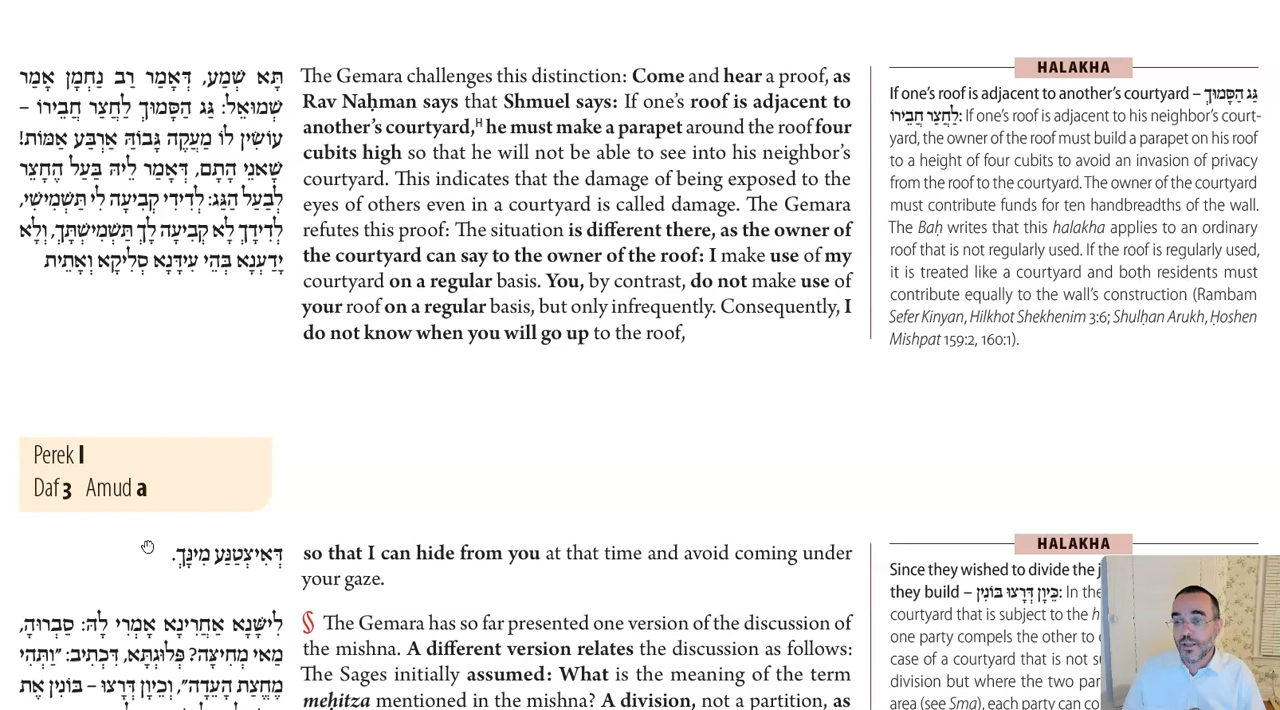 תָּא שְׁמַע, דְּאָמַר רַב נַחְמָן אָמַר
שְׁמוּאֵל: גַּג הַסָּמוּךְ לַחֲצַר חֲבֵירוֹ –
עוֹשִׂין לוֹ מַעֲקֶה גָּבוֹהַּ אַרְבַּע אַמּוֹת!
שָׁאנֵי הָתָם, דְּאָמַר לֵיהּ בַּעַל הֶחָצֵר
לְבַעַל הַגַּג: לְדִידִי קְבִיעָה לִי תַּשְׁמִישַׁי,
לְדִידָךְ לָא קְבִיעָה לָךְ תַּשְׁמִישְׁתָּךְ, וְלָא
יָדַעְנָא בְּהֵי עִידָּנָא סָלִיקָא וְאָתֵית
The Gemara challenges this distinction: Come and hear a proof, as
Rav Naḥman says that Shmuel says: If one's roof is adjacent to
another's courtyard,ᴴ he must make a parapet around the roof four
cubits high so that he will not be able to see into his neighbor's
courtyard. This indicates that the damage of being exposed to the
eyes of others even in a courtyard is called damage. The Gemara
refutes this proof: The situation is different there, as the owner of
the courtyard can say to the owner of the roof: I make use of my
courtyard on a regular basis. You, by contrast, do not make use of
your roof on a regular basis, but only infrequently. Consequently, I
do not know when you will go up to the roof,
HALAKHA
If one's roof is adjacent to another's courtyard – גַּג הַסָּמוּךְ
לַחֲצַר חֲבֵירוֹ: If one's roof is adjacent to his neighbor's court-
yard, the owner of the roof must build a parapet on his roof
to a height of four cubits to avoid an invasion of privacy
from the roof to the courtyard. The owner of the courtyard
must contribute funds for ten handbreadths of the wall.
The Baḥ writes that this halakha applies to an ordinary
roof that is not regularly used. If the roof is regularly used,
it is treated like a courtyard and both residents must
contribute equally to the wall's construction (Rambam
Sefer Kinyan, Hilkhot Shekhenim 3:6; Shulḥan Arukh, Ḥoshen
Mishpat 159:2, 160:1).
Perek I
Daf 3 Amud a
דְּאִיצְטְנַע מִינָּךְ.
so that I can hide from you at that time and avoid coming under
your gaze.
לִישָּׁנָא אַחֲרִינָא אָמְרִי לָהּ: סַבְרוּהָ,
מַאי מְחִיצָה? פְּלוּגְתָּא, דִּכְתִיב: ״וַתְּהִי
מֶחֱצַת הָעֵדָה״, וְכֵיוָן דְּרָצוּ – בּוֹנִין אֶת
§ The Gemara has so far presented one version of the discussion of
the mishna. A different version relates the discussion as follows:
The Sages initially assumed: What is the meaning of the term
meḥitza mentioned in the mishna? A division, not a partition, as
HALAKHA
Since they wished to divide the
they build – כֵּיוָן דְּרָצוּ בּוֹנִין: In the
courtyard that is subject to the
one party compels the other to
case of a courtyard that is not
division but where the two
area (see Sma), each party can